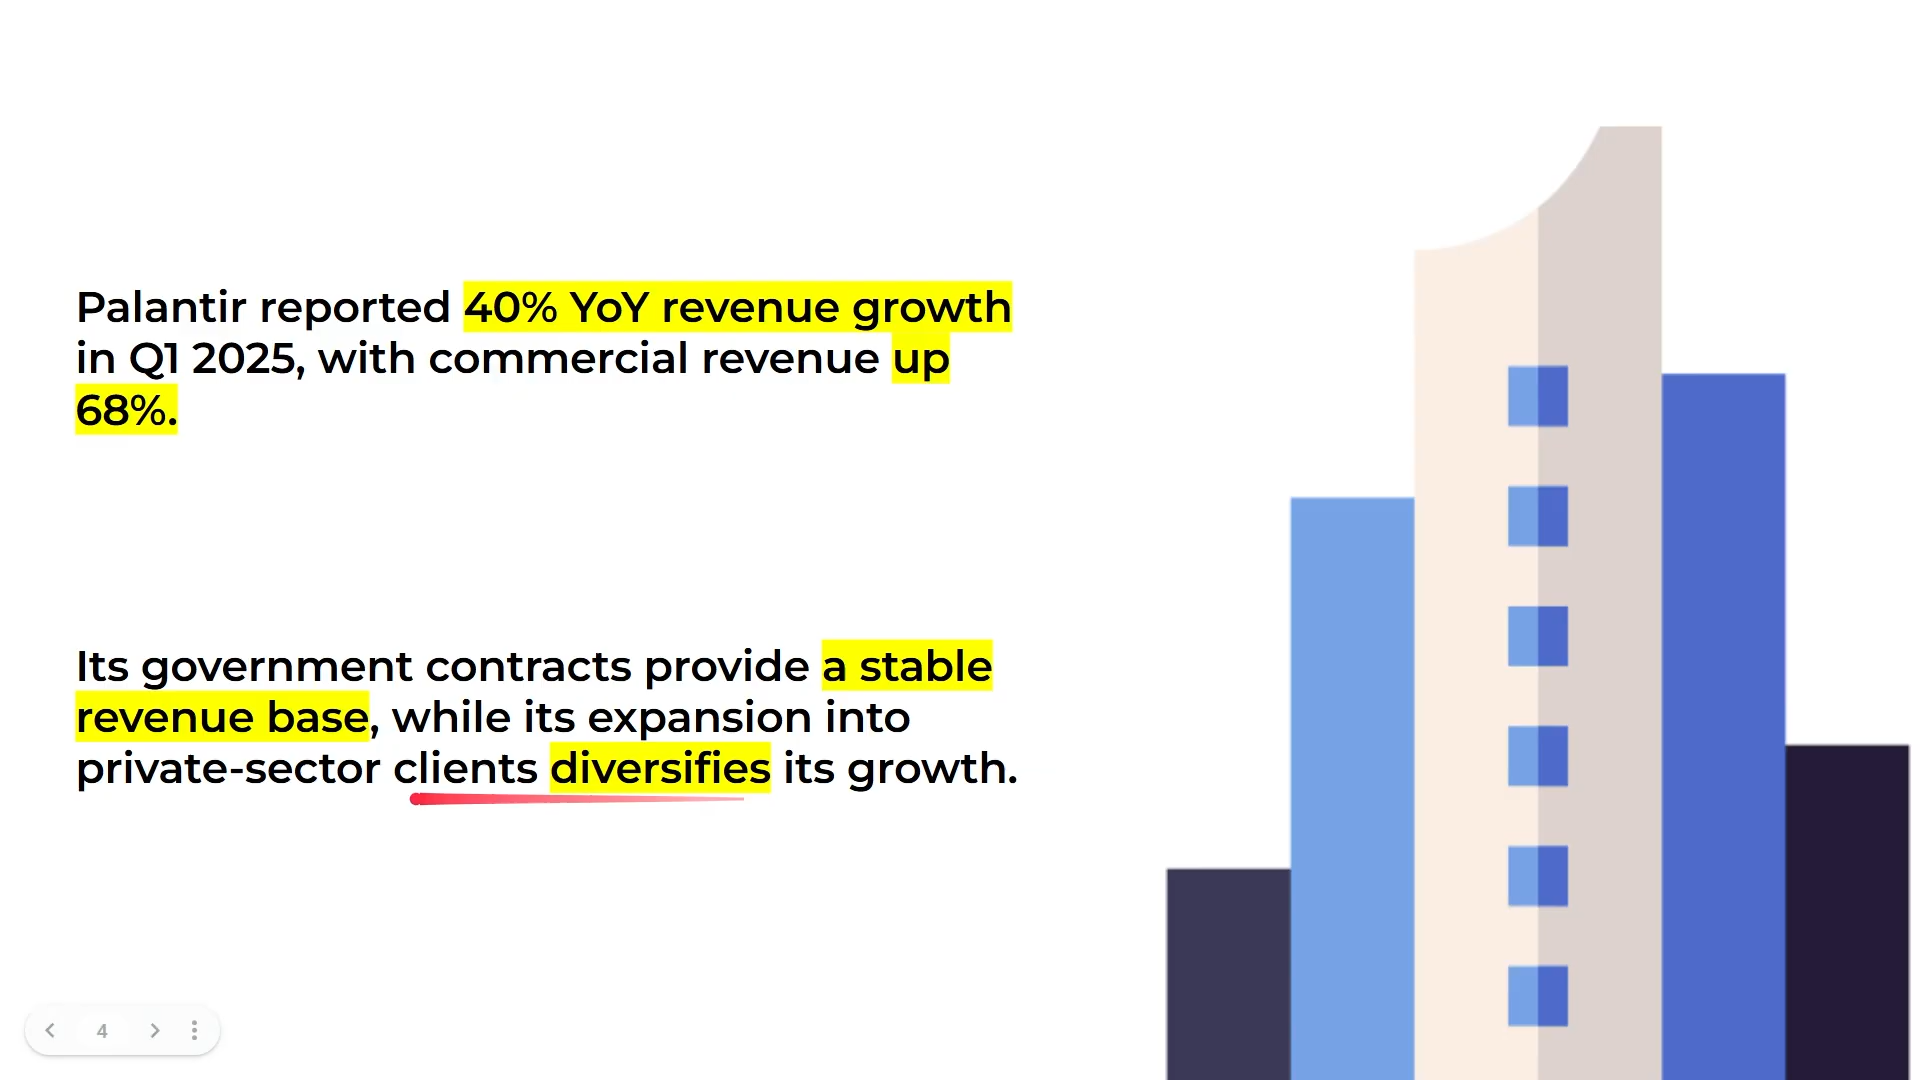 Palantir reported 40% YoY revenue growth
in Q1 2025, with commercial revenue up
68%.
Its government contracts provide a stable
revenue base, while its expansion into
private-sector clients diversifies its growth.
4